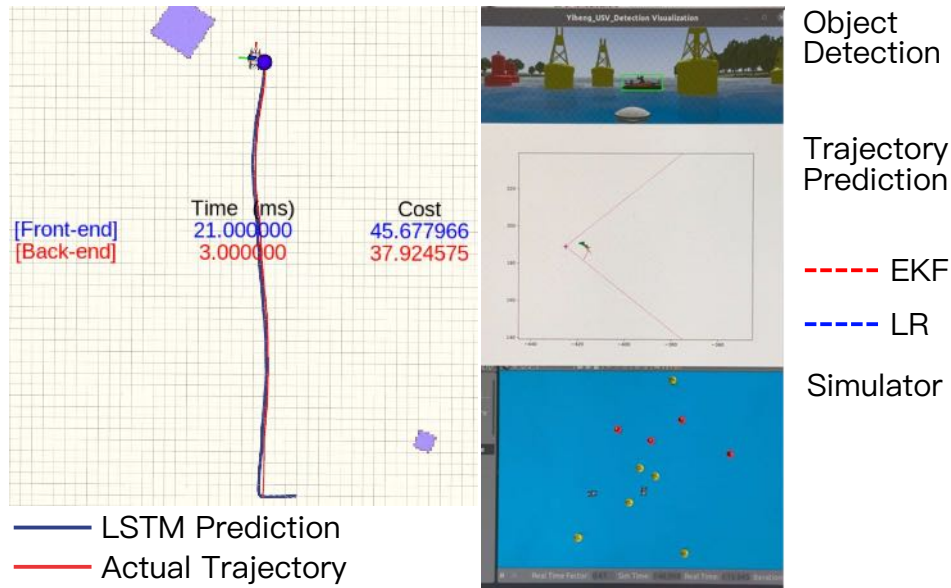 Yiheng_USV_Detection Visualization
Object
Detection
Trajectory
Prediction
EKF
LR
Simulator
Time (ms) Cost
[Front-end] 21.000000 45.677966
[Back-end] 3.000000 37.924575
LSTM Prediction
Actual Trajectory
Real Time Factor Sim Time Real Time